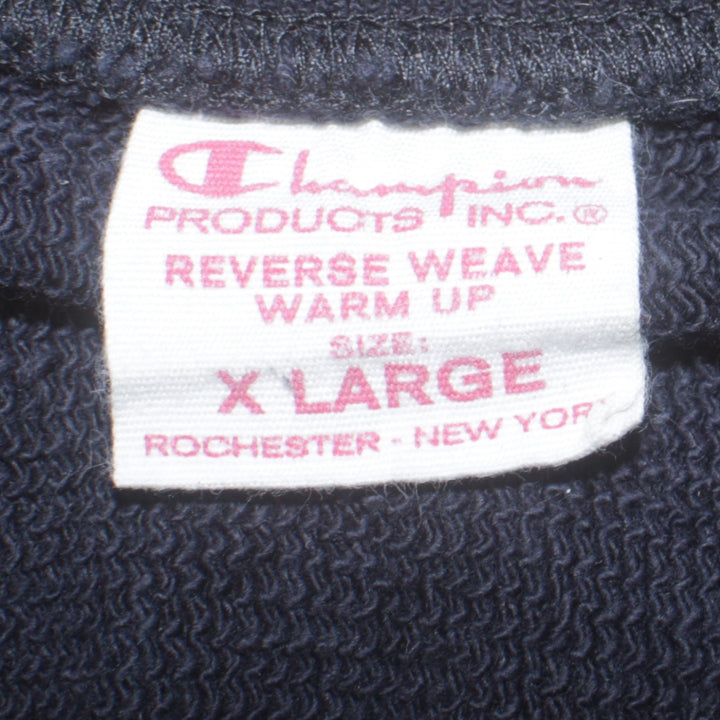 Champion
PRODUCTS INC.®
REVERSE WEAVE
WARM UP
SIZE:
X LARGE
ROCHESTER - NEW YORK